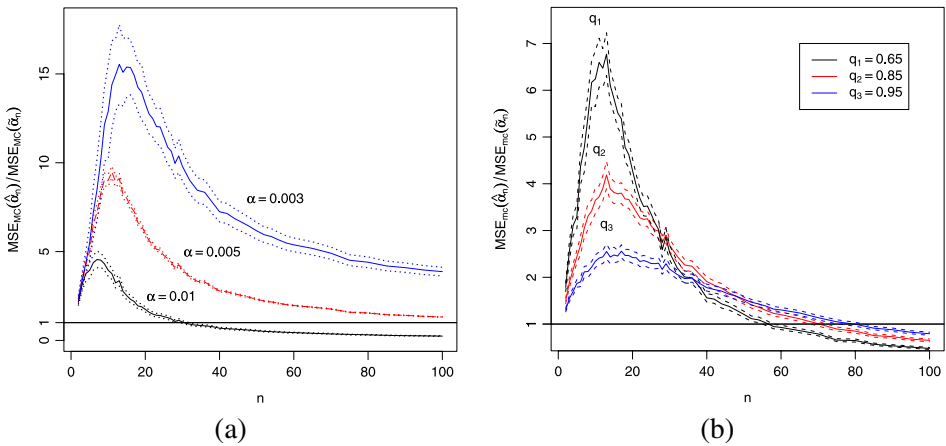 MSE_MC(α̂_n)/MSE_MC(α̃_n)
15
10
5
1
0
α = 0.003
α = 0.005
α = 0.01
0 20 40 60 80 100
n
(a)
MSE_mc(α̂_n)/MSE_mc(α̃_n)
7
6
5
4
3
2
1
q₁
q₂
q₃
q₁ = 0.65
q₂ = 0.85
q₃ = 0.95
0 20 40 60 80 100
n
(b)